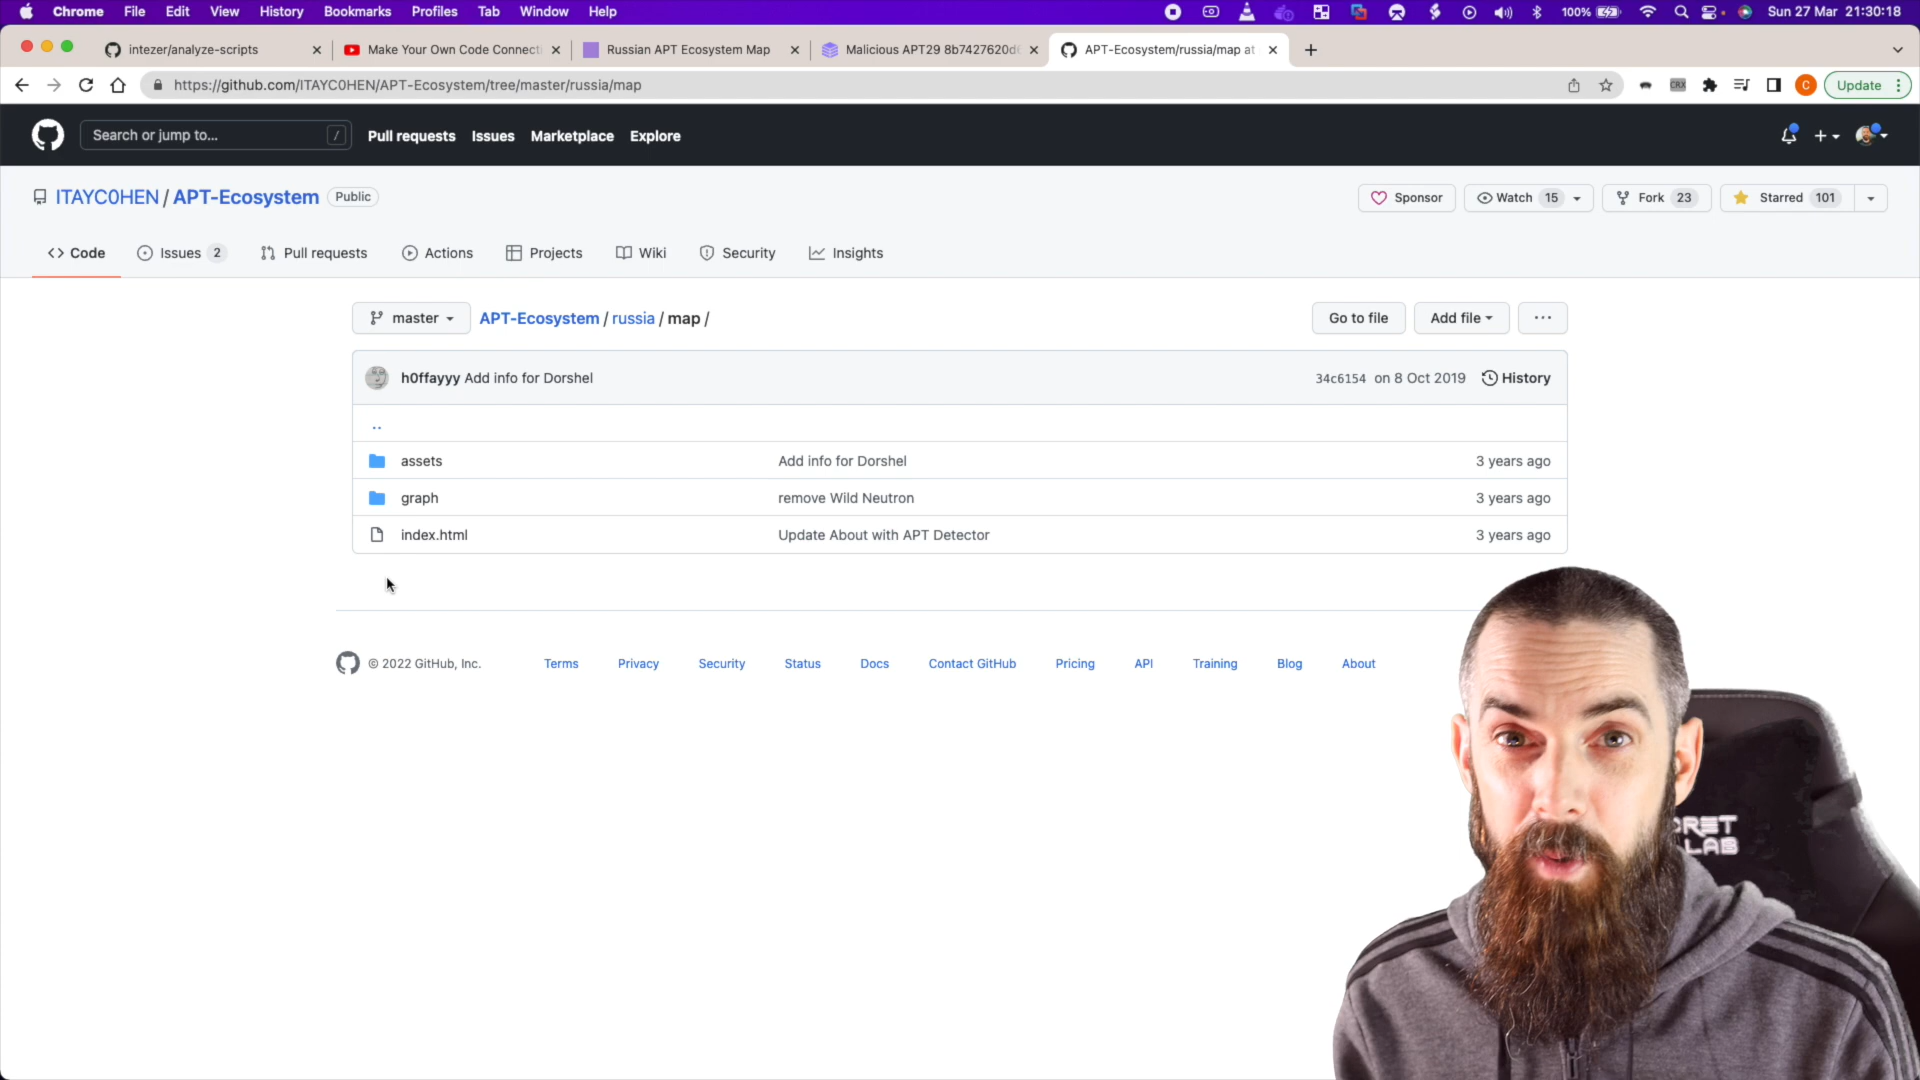 Chrome File Edit View History Bookmarks Profiles Tab Window Help 100% Sun 27 Mar 21:30:18
intezer/analyze-scripts Make Your Own Code Connecti Russian APT Ecosystem Map Malicious APT29 8b7427620d APT-Ecosystem/russia/map at
https://github.com/ITAYC0HEN/APT-Ecosystem/tree/master/russia/map CRX C Update
Search or jump to... / Pull requests Issues Marketplace Explore
ITAYC0HEN / APT-Ecosystem Public Sponsor Watch 15 Fork 23 Starred 101
Code Issues 2 Pull requests Actions Projects Wiki Security Insights
master APT-Ecosystem / russia / map / Go to file Add file ...
h0ffayyy Add info for Dorshel 34c6154 on 8 Oct 2019 History
..
assets Add info for Dorshel 3 years ago
graph remove Wild Neutron 3 years ago
index.html Update About with APT Detector 3 years ago
© 2022 GitHub, Inc. Terms Privacy Security Status Docs Contact GitHub Pricing API Training Blog About
CRET
LAB